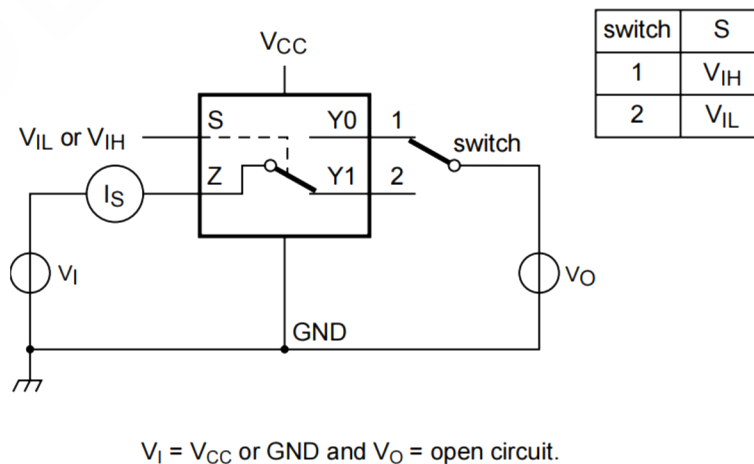 switch S
1 VIH
2 VIL
VCC
S Y0 1
VIL or VIH
switch
Z Y1 2
IS
VI
VO
GND
VI = VCC or GND and VO = open circuit.